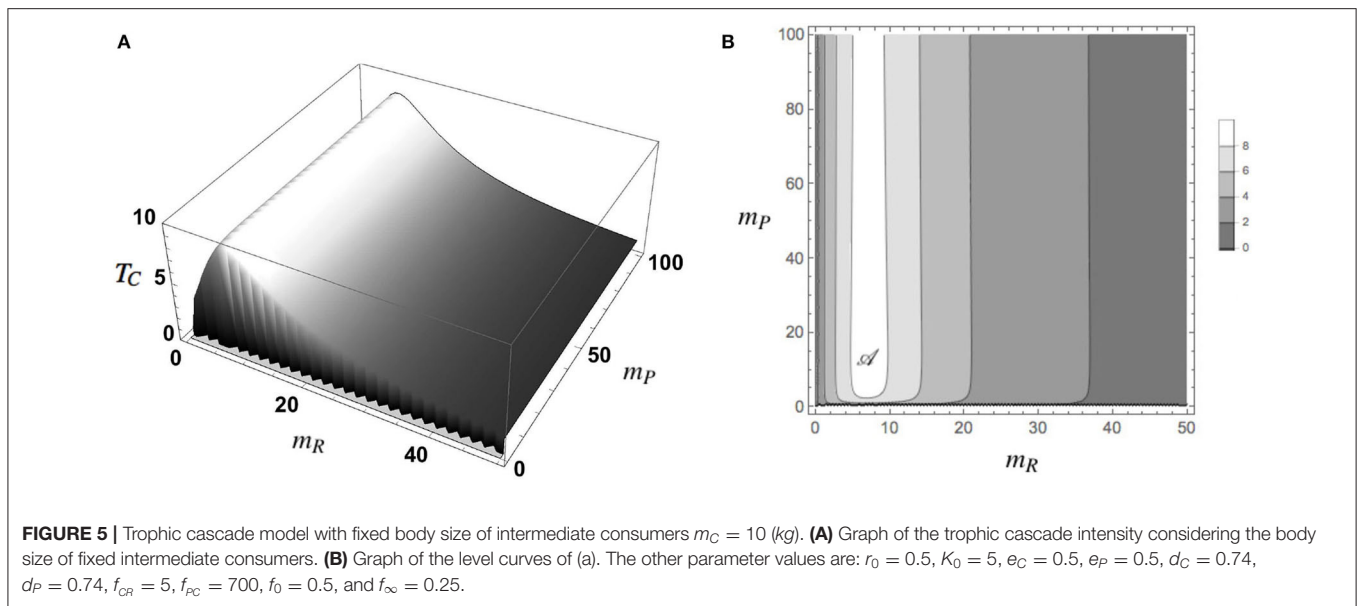 A
10
T_C 5
0
0
20
m_R
40
0
50
m_P
100
B
100
80
60
m_P
40
20
0
𝒜
0 10 20 30 40 50
m_R
8
6
4
2
0
FIGURE 5 | Trophic cascade model with fixed body size of intermediate consumers m_C = 10 (kg). (A) Graph of the trophic cascade intensity considering the body
size of fixed intermediate consumers. (B) Graph of the level curves of (a). The other parameter values are: r_0 = 0.5, K_0 = 5, e_C = 0.5, e_P = 0.5, d_C = 0.74,
d_P = 0.74, f_CR = 5, f_PC = 700, f_0 = 0.5, and f_∞ = 0.25.